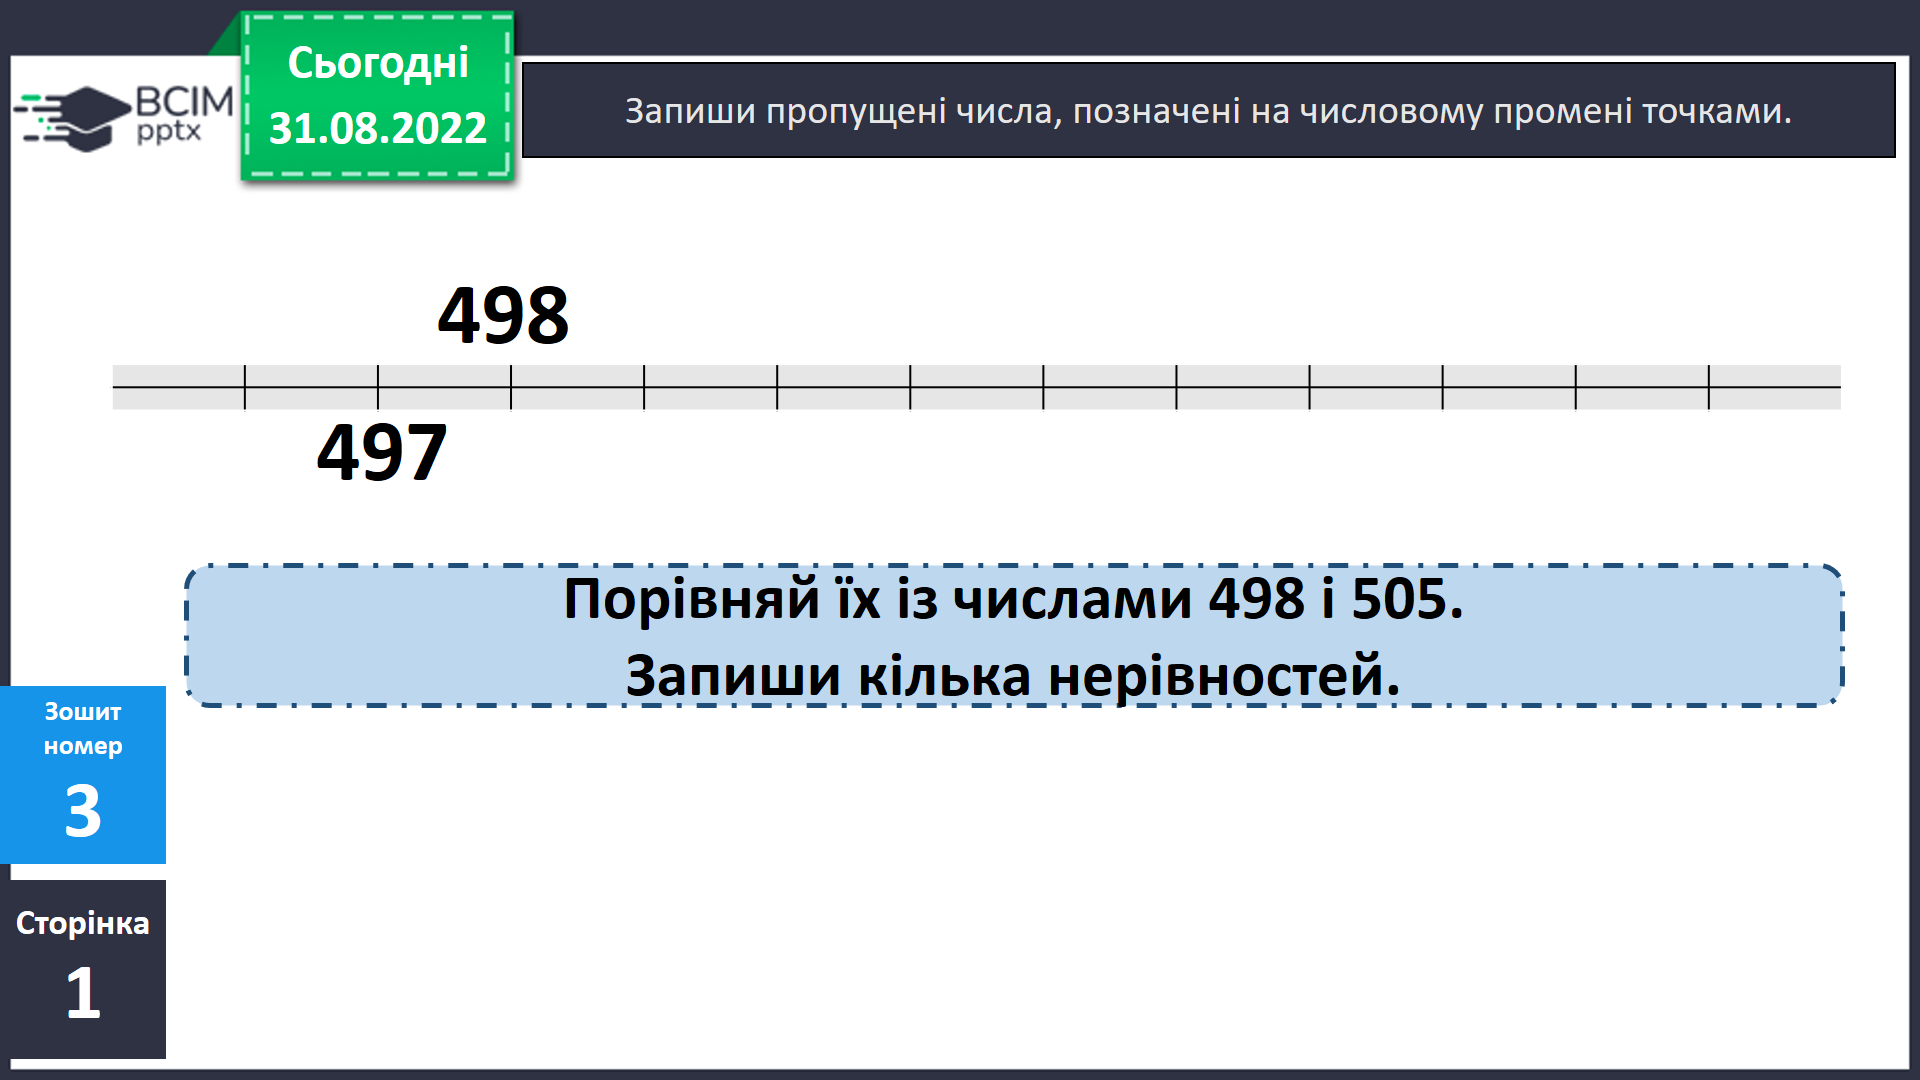 Сьогодні
31.08.2022
Запиши пропущені числа, позначені на числовому промені точками.
BCIM
pptx
498
497
Порівняй їх із числами 498 і 505.
Запиши кілька нерівностей.
Зошит
номер
3
Сторінка
1